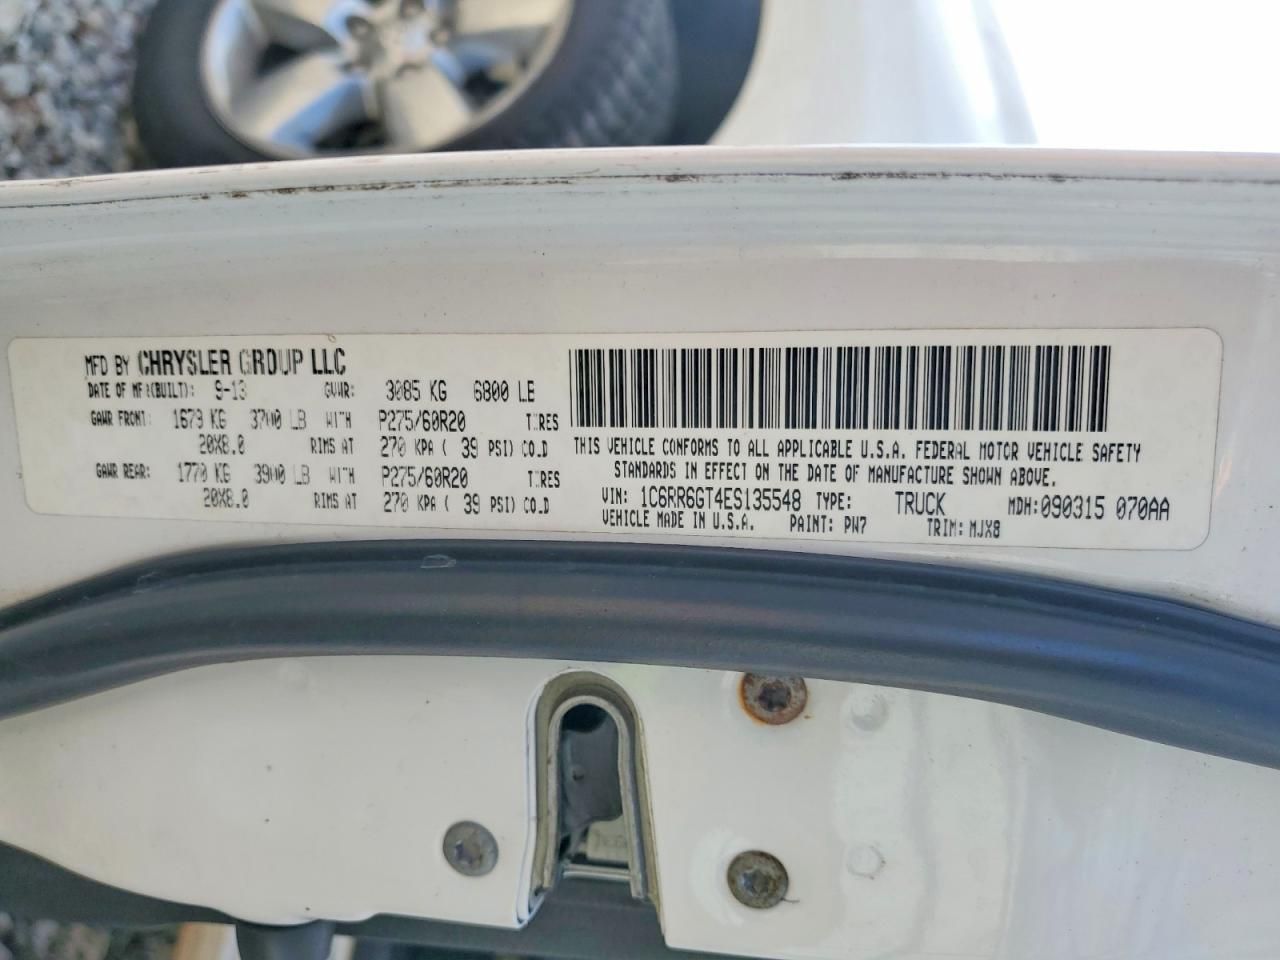 MFD BY CHRYSLER GROUP LLC
DATE OF MFR(BUILT): 9-13 GVWR: 3085 KG 6800 LB
GAWR FRONT: 1679 KG 3700 LB WITH P275/60R20 TIRES
20X8.0 RIMS AT 270 KPA ( 39 PSI) COLD
GAWR REAR: 1770 KG 3900 LB WITH P275/60R20 TIRES
20X8.0 RIMS AT 270 KPA ( 39 PSI) COLD
THIS VEHICLE CONFORMS TO ALL APPLICABLE U.S.A. FEDERAL MOTOR VEHICLE SAFETY
STANDARDS IN EFFECT ON THE DATE OF MANUFACTURE SHOWN ABOVE.
VIN: 1C6RR6GT4ES135548 TYPE: TRUCK MDH:090315 070AA
VEHICLE MADE IN U.S.A. PAINT: PW7 TRIM: MJX8